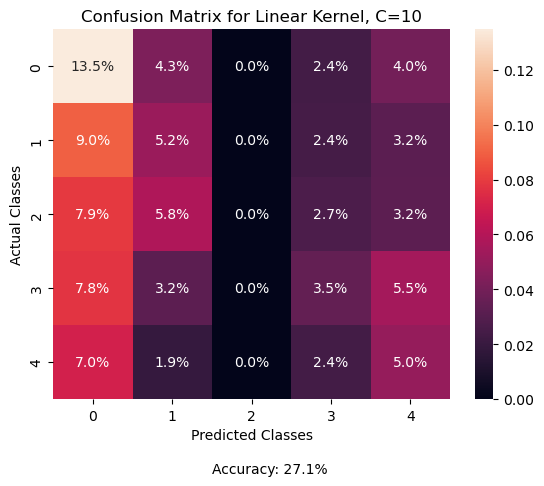 Confusion Matrix for Linear Kernel, C=10
0 13.5% 4.3% 0.0% 2.4% 4.0%
1 9.0% 5.2% 0.0% 2.4% 3.2%
2 7.9% 5.8% 0.0% 2.7% 3.2%
3 7.8% 3.2% 0.0% 3.5% 5.5%
4 7.0% 1.9% 0.0% 2.4% 5.0%
0 1 2 3 4
Actual Classes
Predicted Classes
0.12
0.10
0.08
0.06
0.04
0.02
0.00
Accuracy: 27.1%